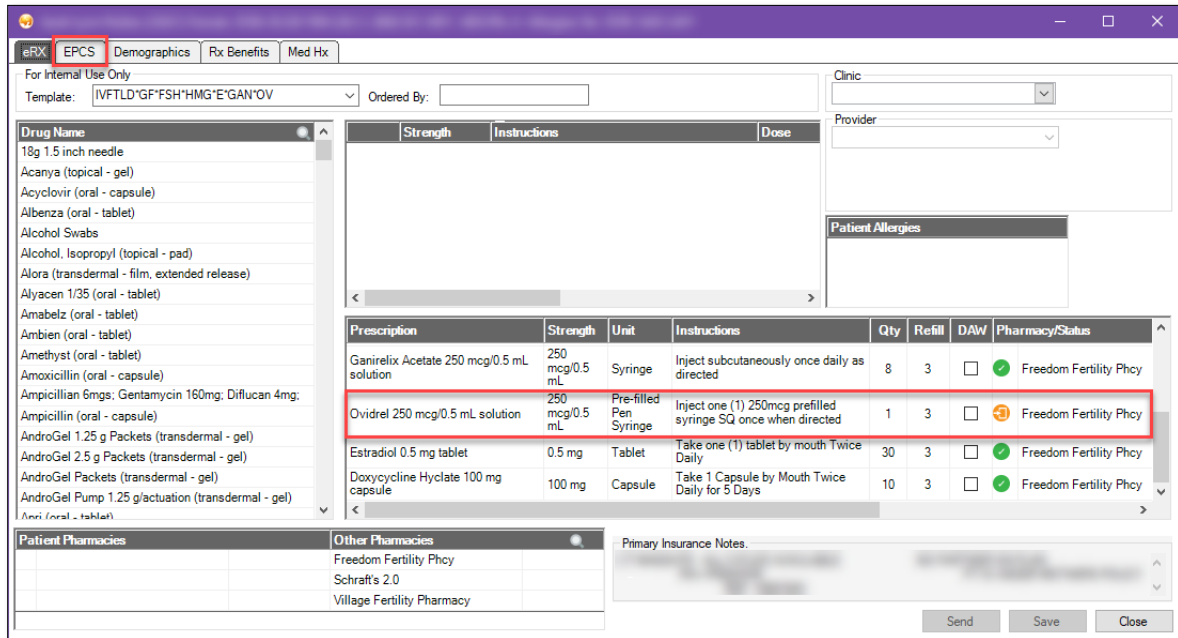 eRX EPCS Demographics Rx Benefits Med Hx
For Internal Use Only
Template: IVFTLD*GF*FSH*HMG*E*GAN*OV Ordered By:
Clinic
Provider
Drug Name
18g 1.5 inch needle
Acanya (topical - gel)
Acyclovir (oral - capsule)
Albenza (oral - tablet)
Alcohol Swabs
Alcohol, Isopropyl (topical - pad)
Alora (transdermal - film, extended release)
Alyacen 1/35 (oral - tablet)
Amabelz (oral - tablet)
Ambien (oral - tablet)
Amethyst (oral - tablet)
Amoxicillin (oral - capsule)
Ampicillian 6mgs; Gentamycin 160mg; Diflucan 4mg;
Ampicillin (oral - capsule)
AndroGel 1.25 g Packets (transdermal - gel)
AndroGel 2.5 g Packets (transdermal - gel)
AndroGel Packets (transdermal - gel)
AndroGel Pump 1.25 g/actuation (transdermal - gel)
Apri (oral - tablet)
Strength Instructions Dose
Patient Allergies
Prescription Strength Unit Instructions Qty Refill DAW Pharmacy/Status
Ganirelix Acetate 250 mcg/0.5 mL
solution
250
mcg/0.5
mL
Syringe
Inject subcutaneously once daily as
directed
8 3 Freedom Fertility Phcy
Ovidrel 250 mcg/0.5 mL solution
250
mcg/0.5
mL
Pre-filled
Pen
Syringe
Inject one (1) 250mcg prefilled
syringe SQ once when directed
1 3 Freedom Fertility Phcy
Estradiol 0.5 mg tablet
0.5 mg
Tablet
Take one (1) tablet by mouth Twice
Daily
30 3 Freedom Fertility Phcy
Doxycycline Hyclate 100 mg
capsule
100 mg
Capsule
Take 1 Capsule by Mouth Twice
Daily for 5 Days
10 3 Freedom Fertility Phcy
Patient Pharmacies Other Pharmacies
Freedom Fertility Phcy
Schraft's 2.0
Village Fertility Pharmacy
Primary Insurance Notes.
Send Save Close